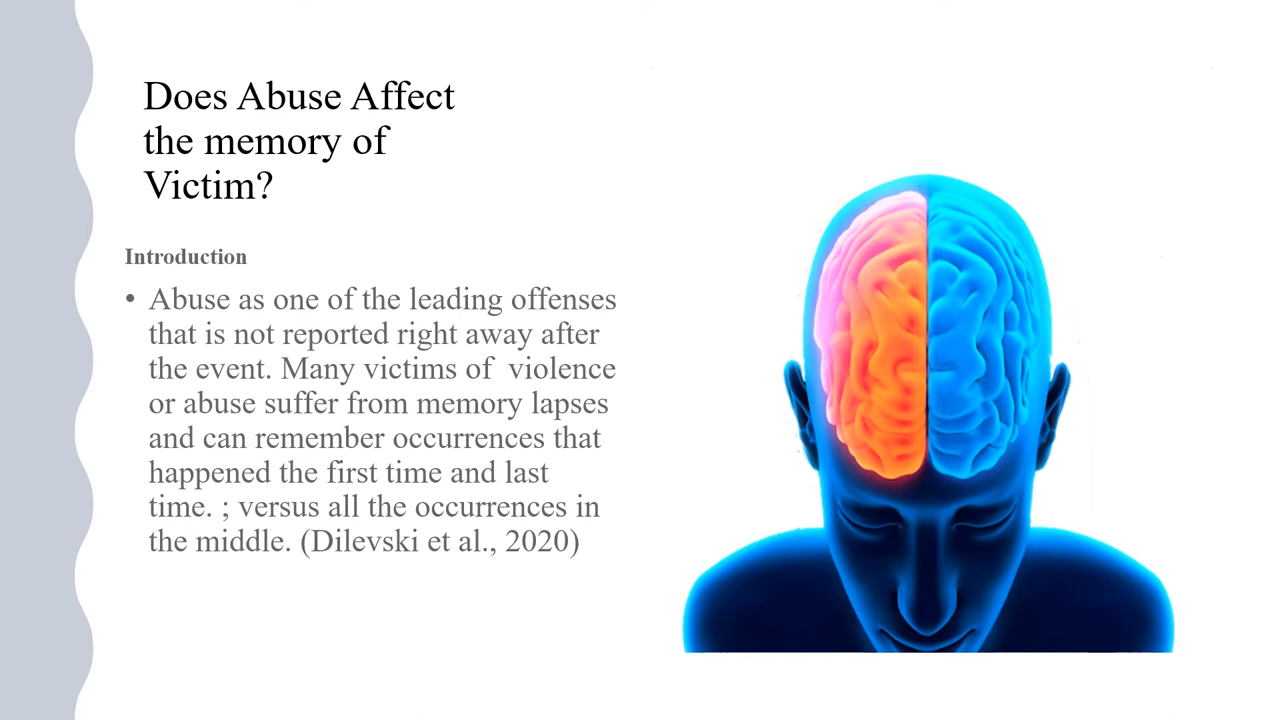 Does Abuse Affect
the memory of
Victim?
Introduction
• Abuse as one of the leading offenses
that is not reported right away after
the event. Many victims of  violence
or abuse suffer from memory lapses
and can remember occurrences that
happened the first time and last
time. ; versus all the occurrences in
the middle. (Dilevski et al., 2020)